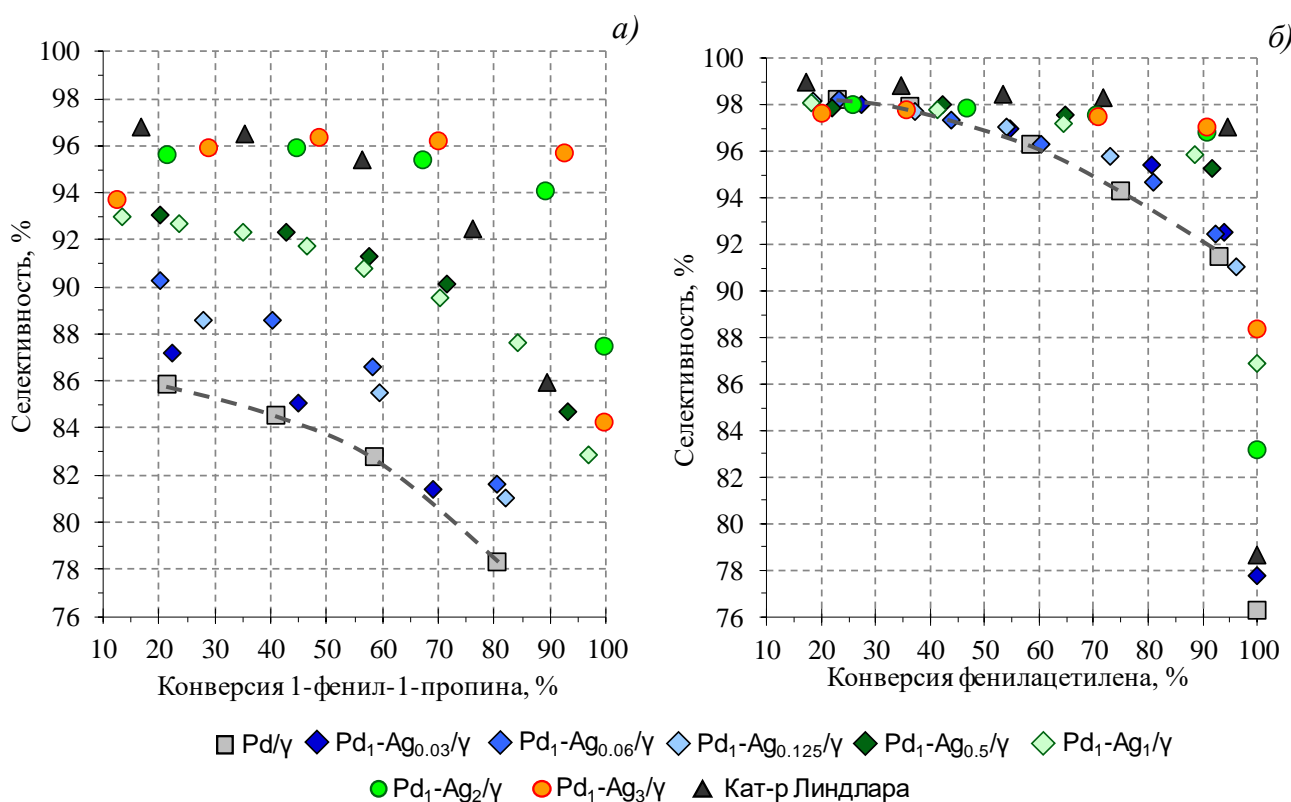 а)
100
98
96
94
92
90
88
86
84
82
80
78
76
Селективность, %
10 20 30 40 50 60 70 80 90 100
Конверсия 1-фенил-1-пропина, %
б)
100
98
96
94
92
90
88
86
84
82
80
78
76
Селективность, %
10 20 30 40 50 60 70 80 90 100
Конверсия фенилацетилена, %
Pd/γ Pd₁-Ag₀.₀₃/γ Pd₁-Ag₀.₀₆/γ Pd₁-Ag₀.₁₂₅/γ Pd₁-Ag₀.₅/γ Pd₁-Ag₁/γ
Pd₁-Ag₂/γ Pd₁-Ag₃/γ Кат-р Линдлара